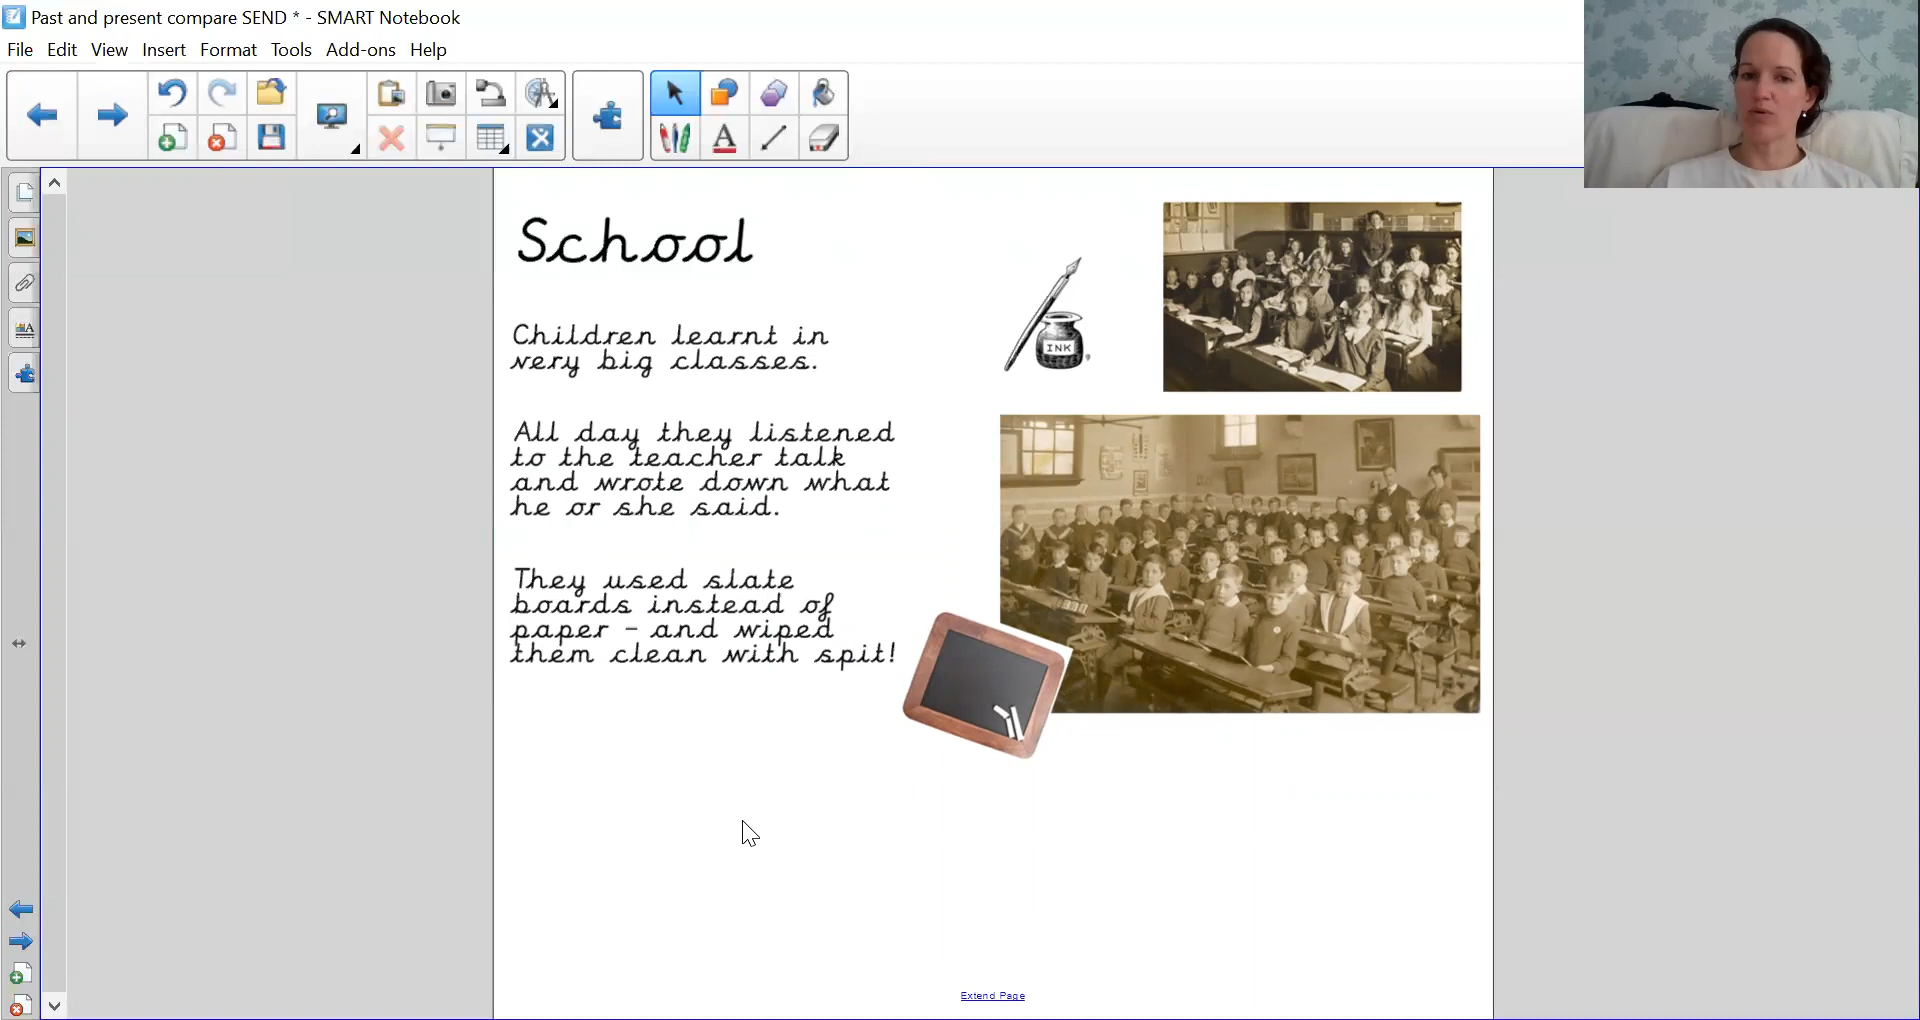 Past and present compare SEND * - SMART Notebook
File Edit View Insert Format Tools Add-ons Help
School
Children learnt in
very big classes.
All day they listened
to the teacher talk
and wrote down what
he or she said.
They used slate
boards instead of
paper - and wiped
them clean with spit!
INK
Extend Page